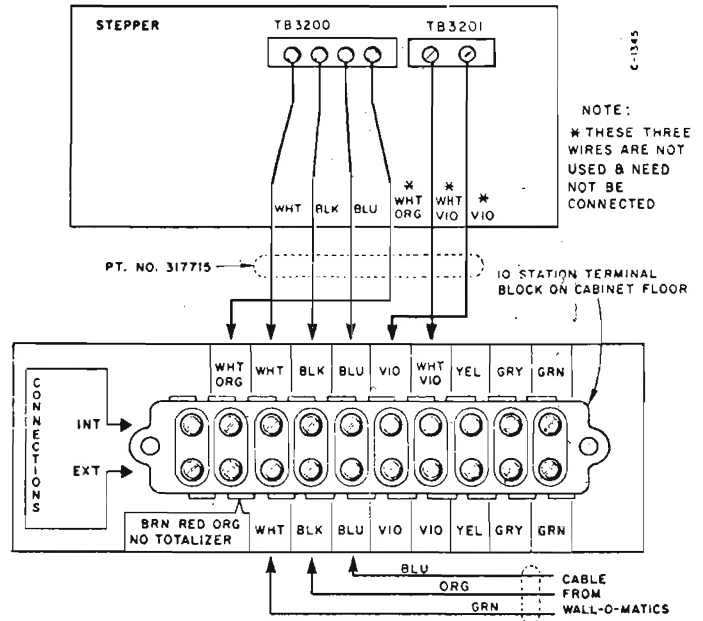 STEPPER
TB3200
TB3201
C-1345
NOTE:
* THESE THREE
WIRES ARE NOT
USED & NEED
NOT BE
CONNECTED
WHT
BLK
BLU
*
WHT
ORG
*
WHT
VIO
*
VIO
PT. NO. 317715
10 STATION TERMINAL
BLOCK ON CABINET FLOOR
WHT
ORG
WHT
BLK
BLU
VIO
WHT
VIO
YEL
GRY
GRN
CONNECTIONS
INT
EXT
BRN RED ORG
NO TOTALIZER
WHT
BLK
BLU
VIO
VIO
YEL
GRY
GRN
BLU
ORG
GRN
CABLE
FROM
WALL-O-MATICS